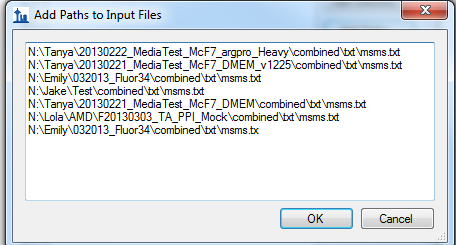 Add Paths to Input Files
N:\Tanya\20130222_MediaTest_McF7_argpro_Heavy\combined\txt\msms.txt
N:\Tanya\20130221_MediaTest_McF7_DMEM_v1225\combined\txt\msms.txt
N:\Emily\032013_Fluor34\combined\txt\msms.txt
N:\Jake\Test\combined\txt\msms.txt
N:\Tanya\20130221_MediaTest_McF7_DMEM\combined\txt\msms.txt
N:\Lola\AMD\F20130303_TA_PPI_Mock\combined\txt\msms.txt
N:\Emily\032013_Fluor34\combined\txt\msms.tx
OK
Cancel